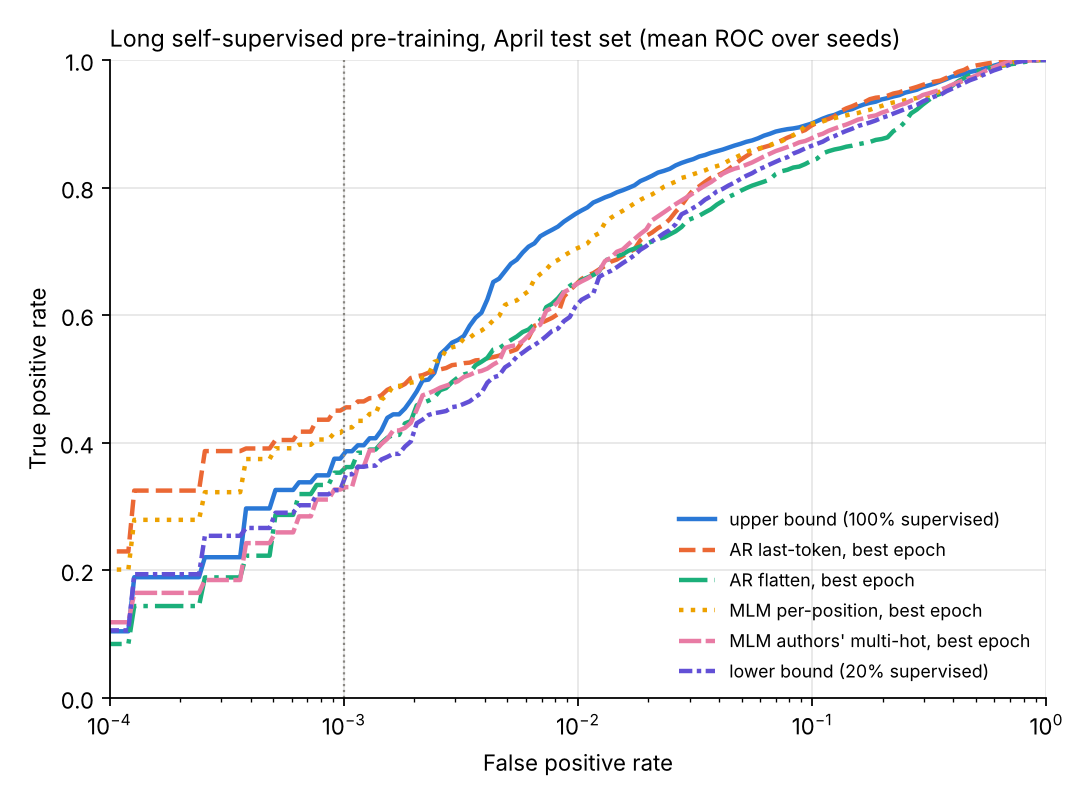 Long self-supervised pre-training, April test set (mean ROC over seeds)
True positive rate
1.0
0.8
0.6
0.4
0.2
0.0
upper bound (100% supervised)
AR last-token, best epoch
AR flatten, best epoch
MLM per-position, best epoch
MLM authors' multi-hot, best epoch
lower bound (20% supervised)
10⁻⁴ 10⁻³ 10⁻² 10⁻¹ 10⁰
False positive rate